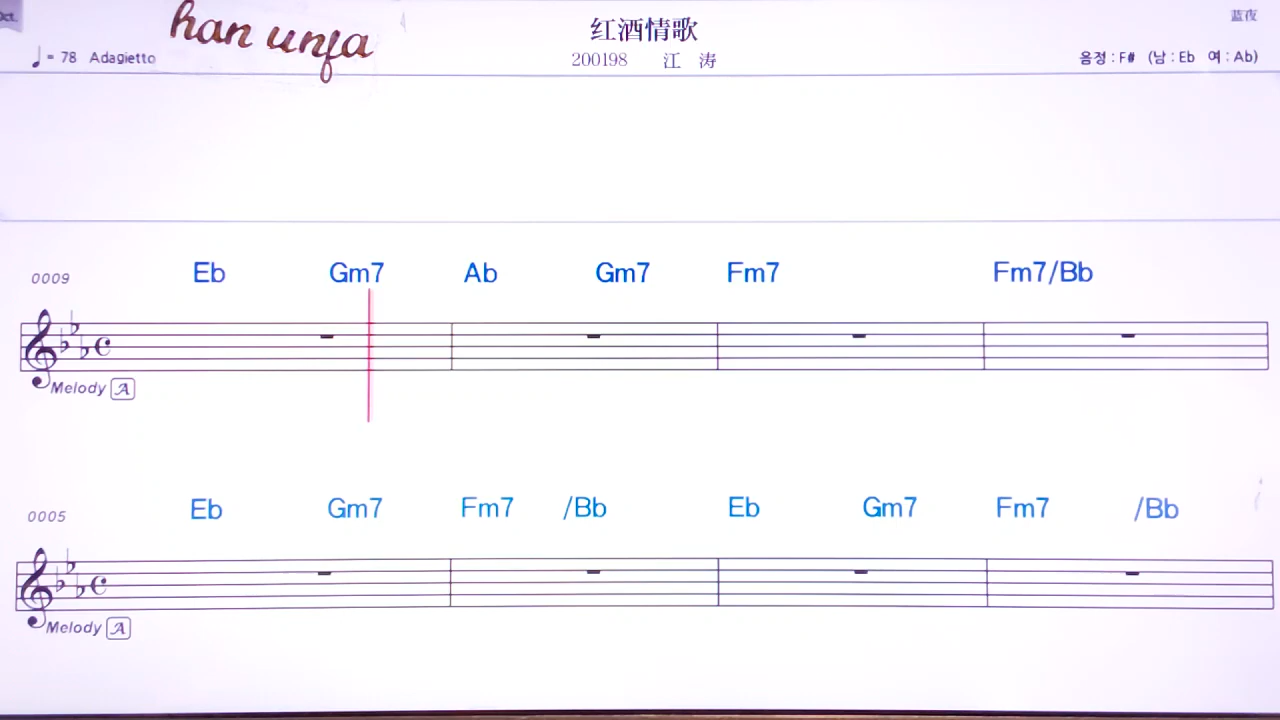 Oct.
han unfa
红酒情歌
蓝夜
♩ = 78 Adagietto
200198 江 涛
음정 : F# (남 : Eb 여 : Ab)
0009 Eb Gm7 Ab Gm7 Fm7 Fm7/Bb
Melody A
0005 Eb Gm7 Fm7 /Bb Eb Gm7 Fm7 /Bb
Melody A